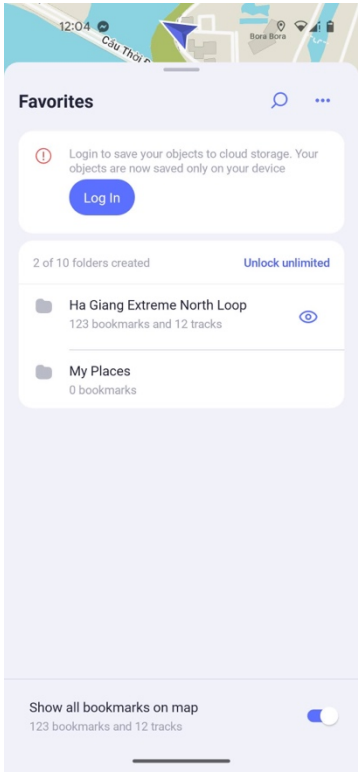 12:04
Cầu Thời
Bora Bora
Favorites
Login to save your objects to cloud storage. Your
objects are now saved only on your device
Log In
2 of 10 folders created
Unlock unlimited
Ha Giang Extreme North Loop
123 bookmarks and 12 tracks
My Places
0 bookmarks
Show all bookmarks on map
123 bookmarks and 12 tracks